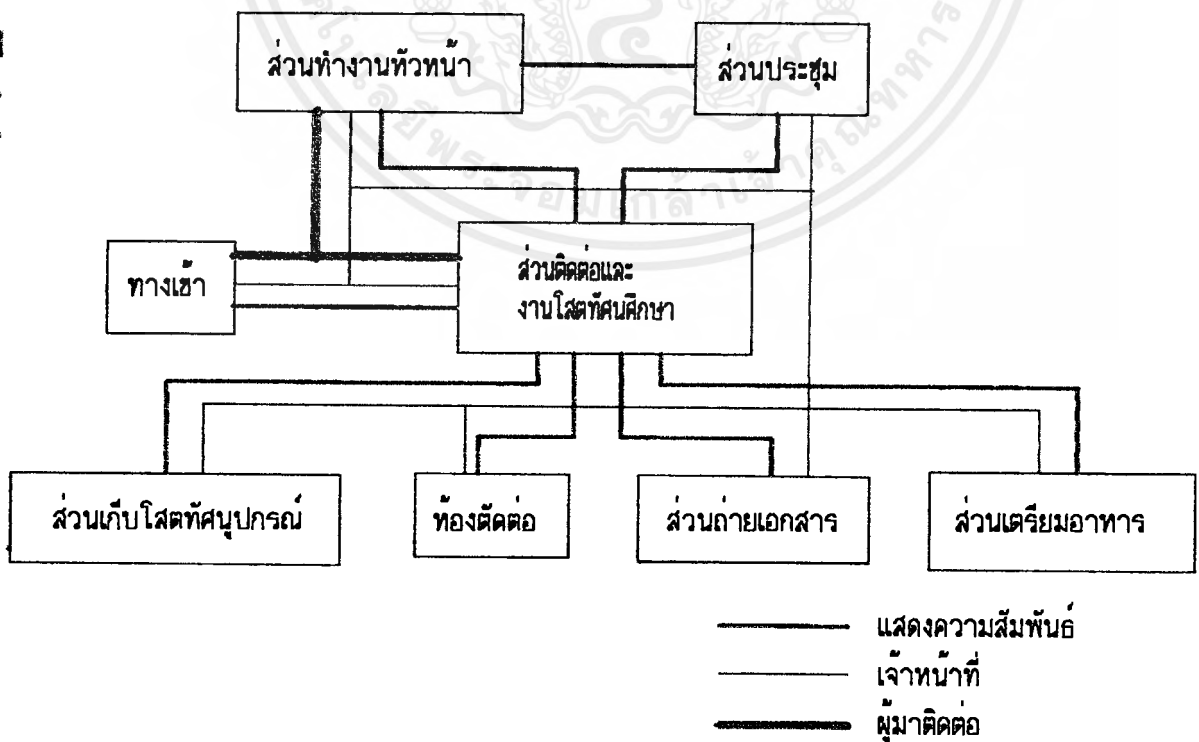 ส่วนทำงานหัวหน้า
ส่วนประชุม
ทางเข้า
ส่วนติดต่อและ
งานโสตทัศนศึกษา
ส่วนเก็บโสตทัศนูปกรณ์
ห้องตัดต่อ
ส่วนถ่ายเอกสาร
ส่วนเตรียมอาหาร
แสดงความสัมพันธ์
เจ้าหน้าที่
ผู้มาติดต่อ